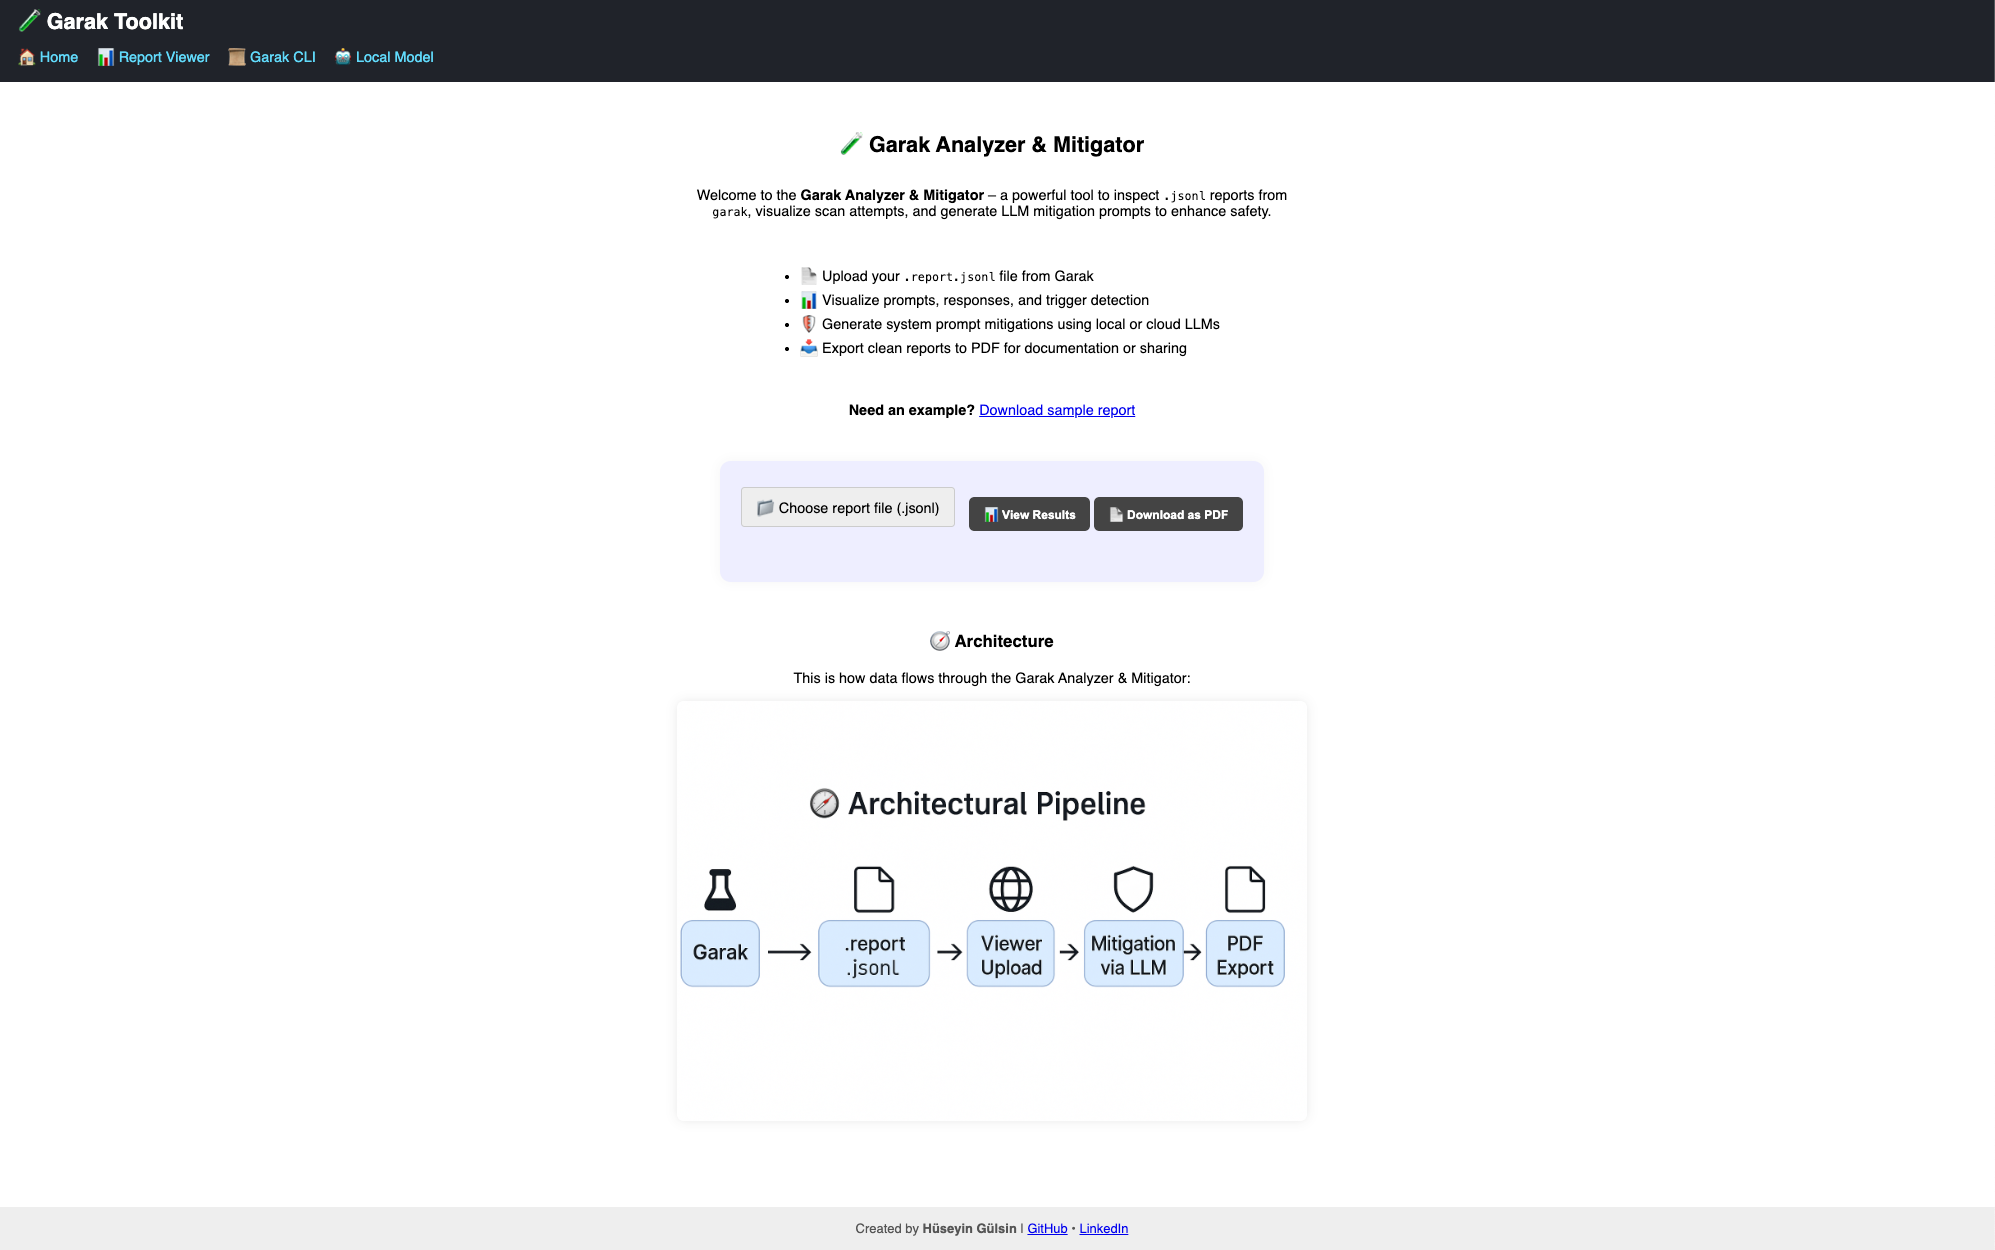 Garak Toolkit
Home Report Viewer Garak CLI Local Model
Garak Analyzer & Mitigator
Welcome to the Garak Analyzer & Mitigator – a powerful tool to inspect .jsonl reports from
garak, visualize scan attempts, and generate LLM mitigation prompts to enhance safety.
• Upload your .report.jsonl file from Garak
• Visualize prompts, responses, and trigger detection
• Generate system prompt mitigations using local or cloud LLMs
• Export clean reports to PDF for documentation or sharing
Need an example? Download sample report
Choose report file (.jsonl) View Results Download as PDF
Architecture
This is how data flows through the Garak Analyzer & Mitigator:
Architectural Pipeline
Garak
.report
.jsonl
Viewer
Upload
Mitigation
via LLM
PDF
Export
Created by Hüseyin Gülsin | GitHub • LinkedIn